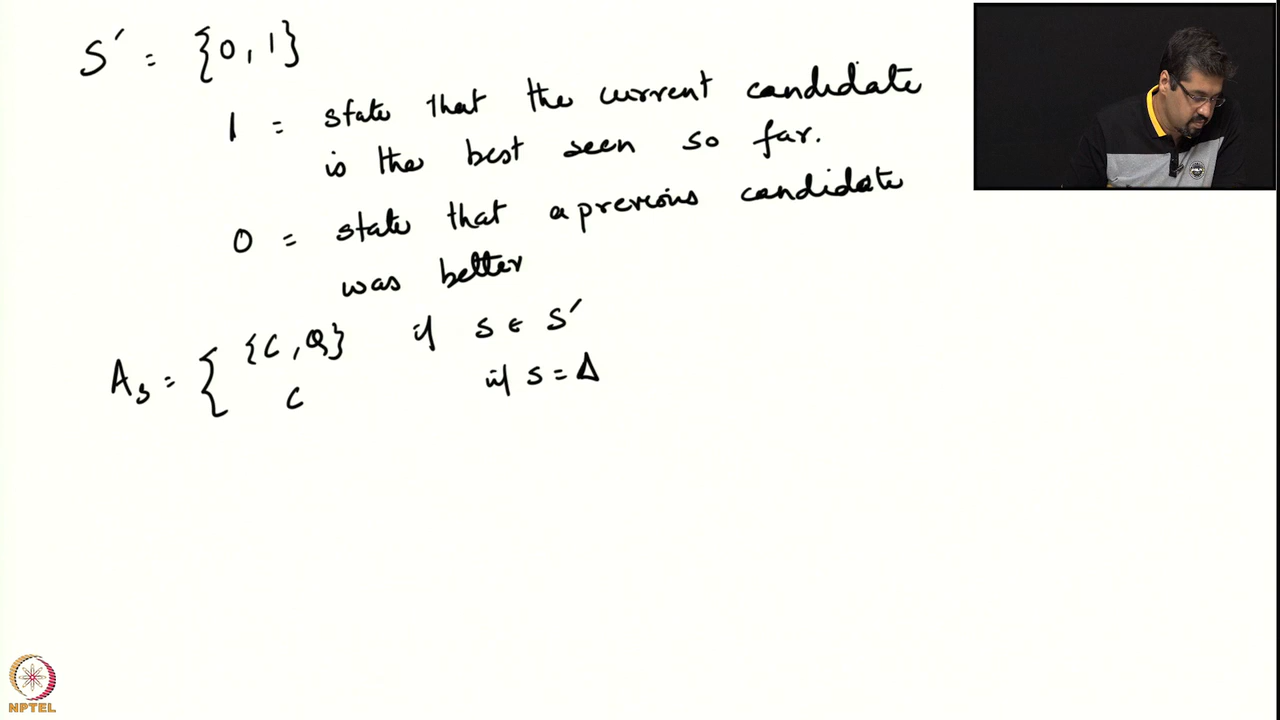 S′ = {0, 1}
1 = state that the current candidate
is the best seen so far.
0 = state that a previous candidate
was better
A_s = { {C, Q} if s ∈ S′
C if s = Δ
NPTEL